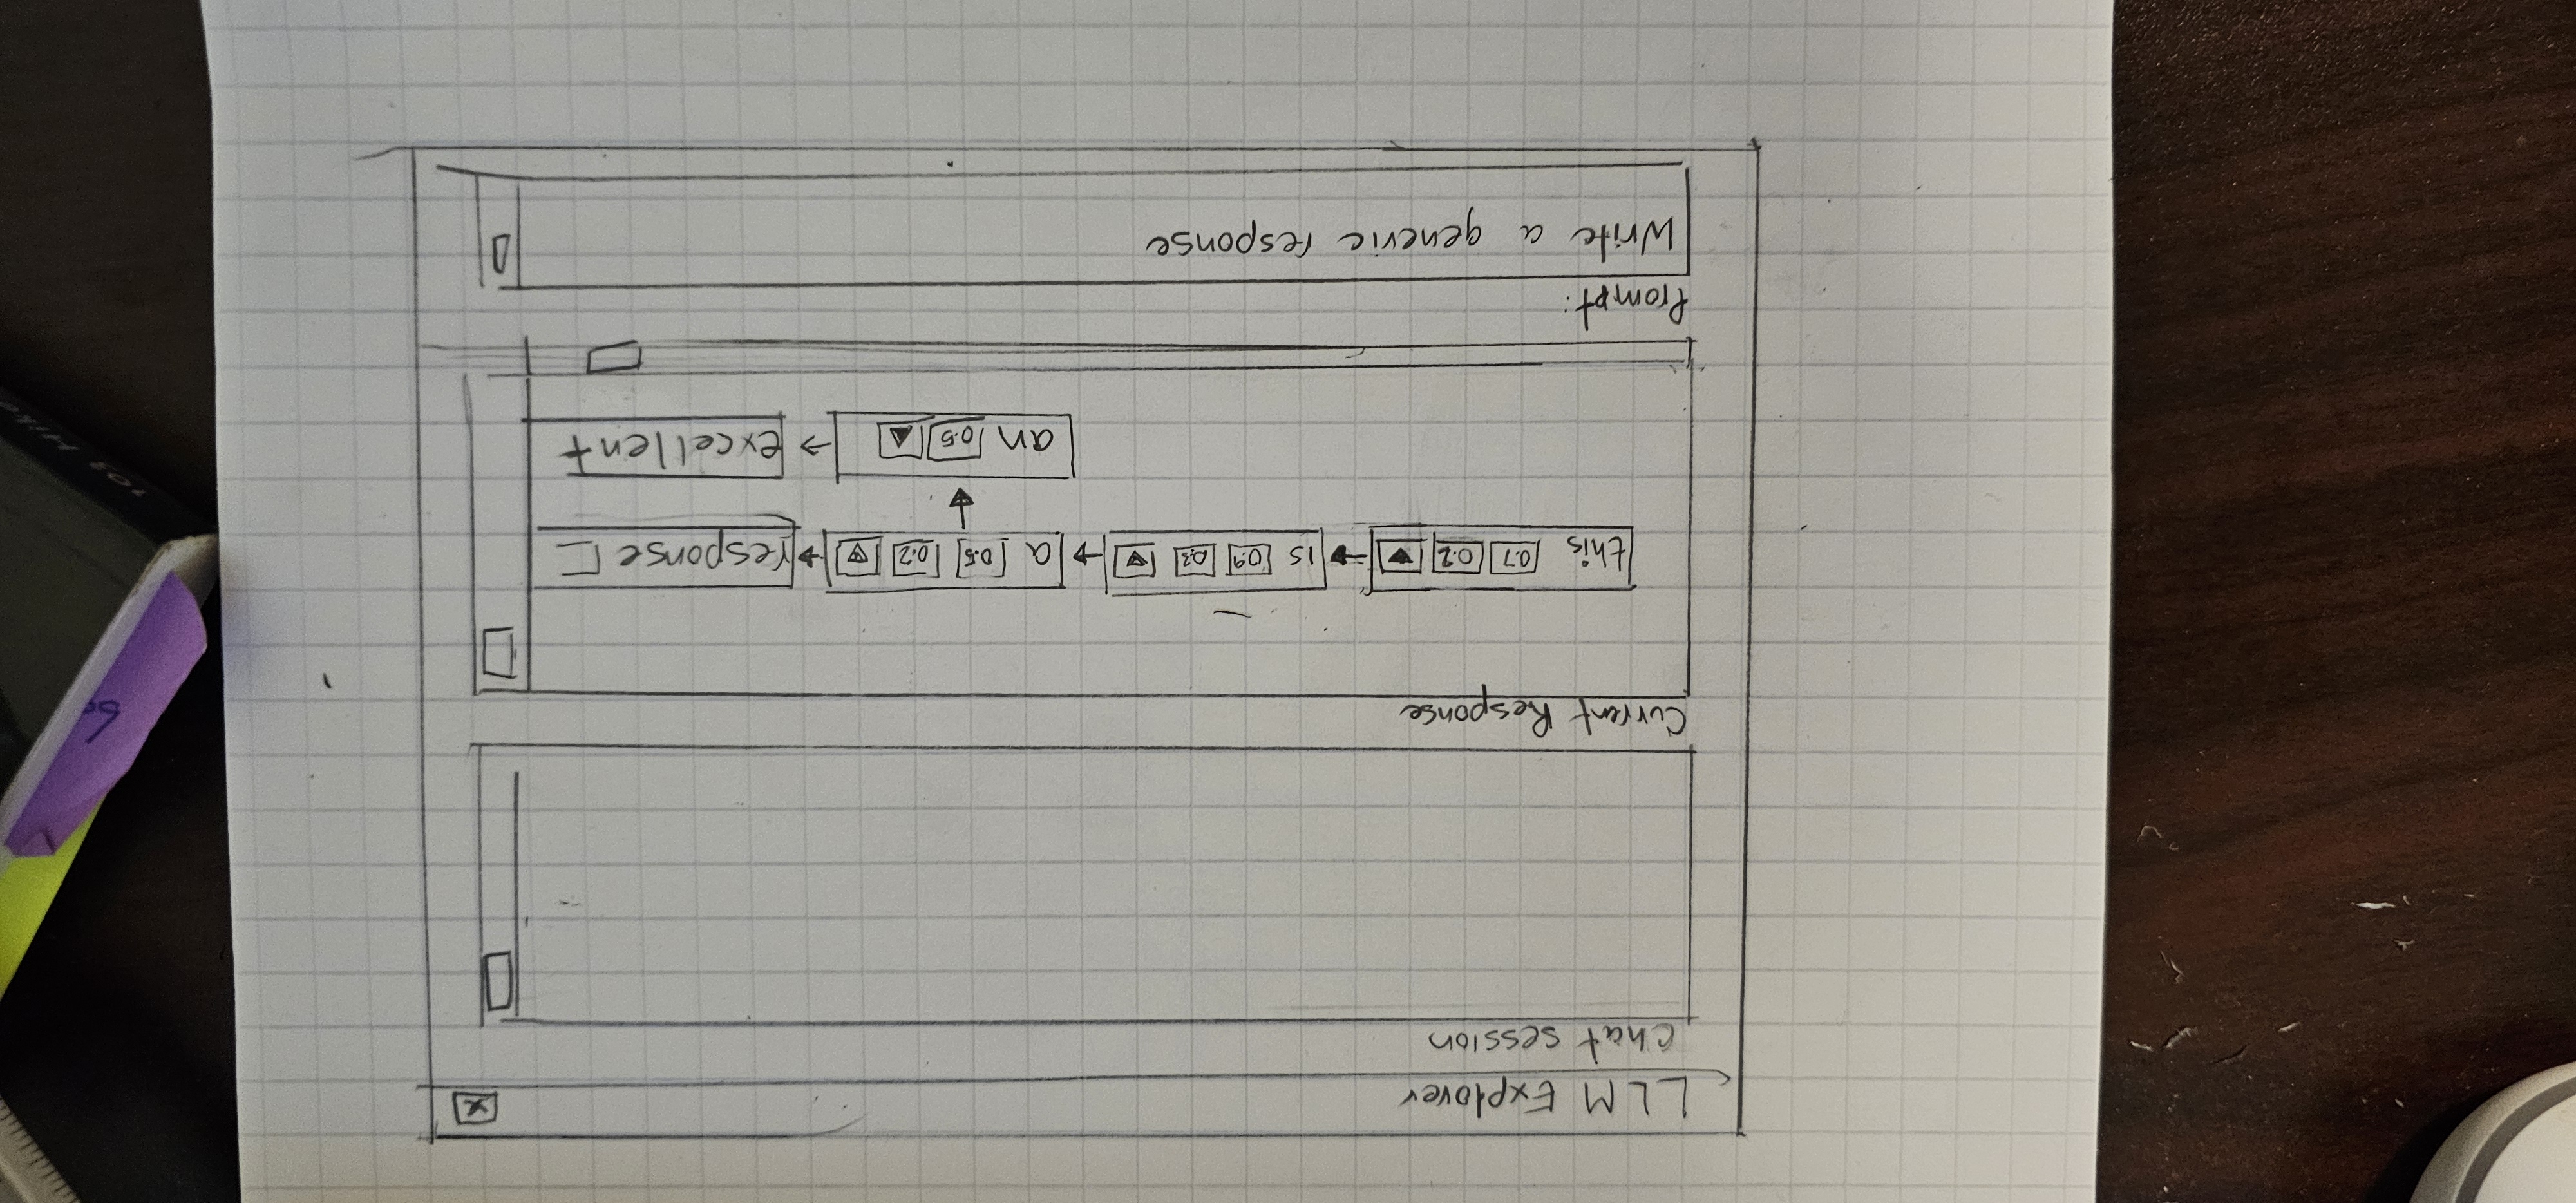 LLM Explorer x
Chat session
Current Response
this 0.7 0.2 is 0.9 0.3 a 0.5 0.2 response
an 0.5 excellent
Prompt:
Write a generic response